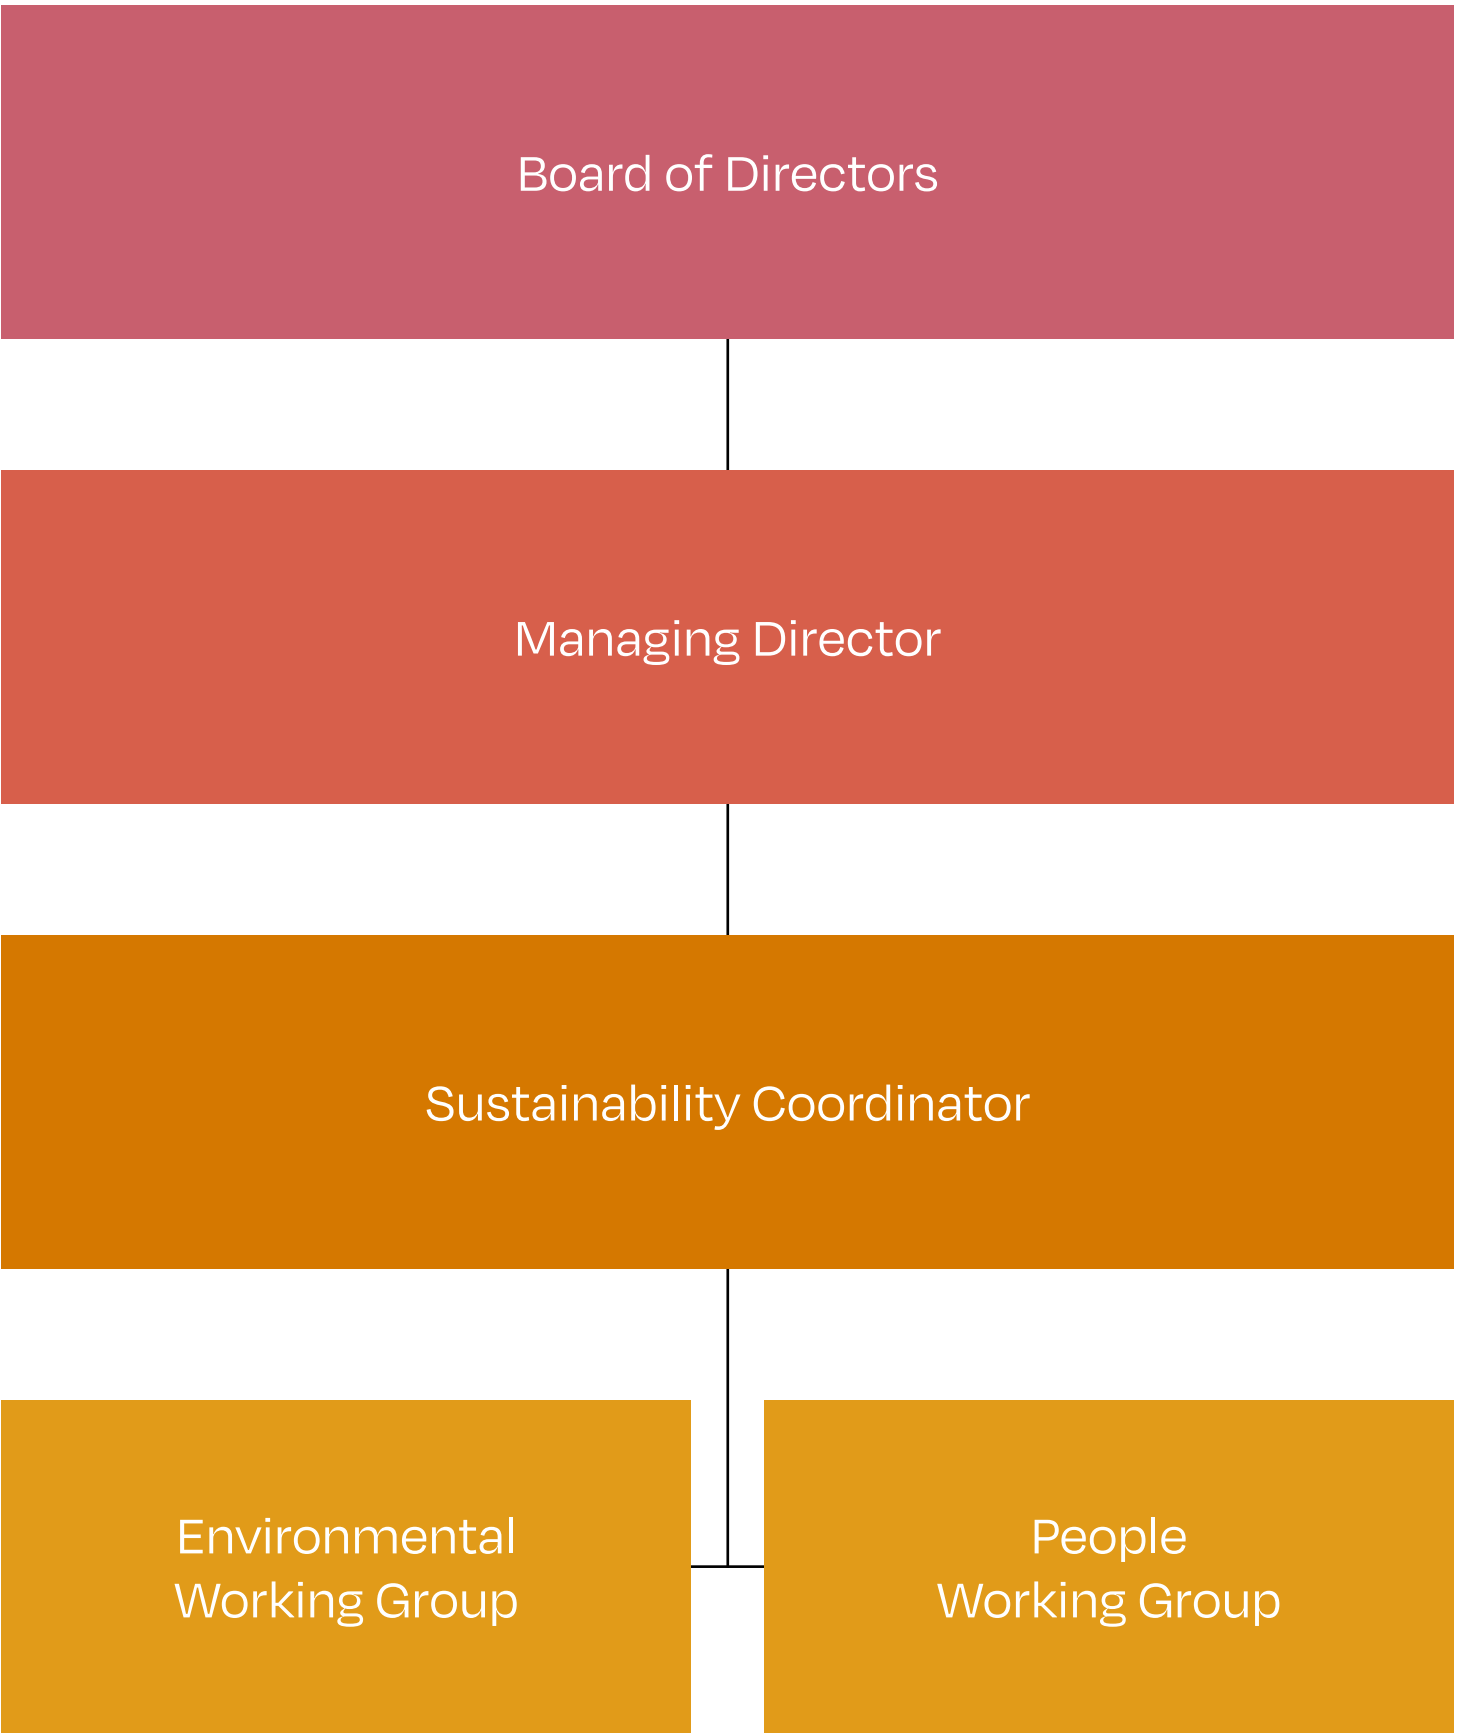 Board of Directors
Managing Director
Sustainability Coordinator
Environmental
Working Group
People
Working Group